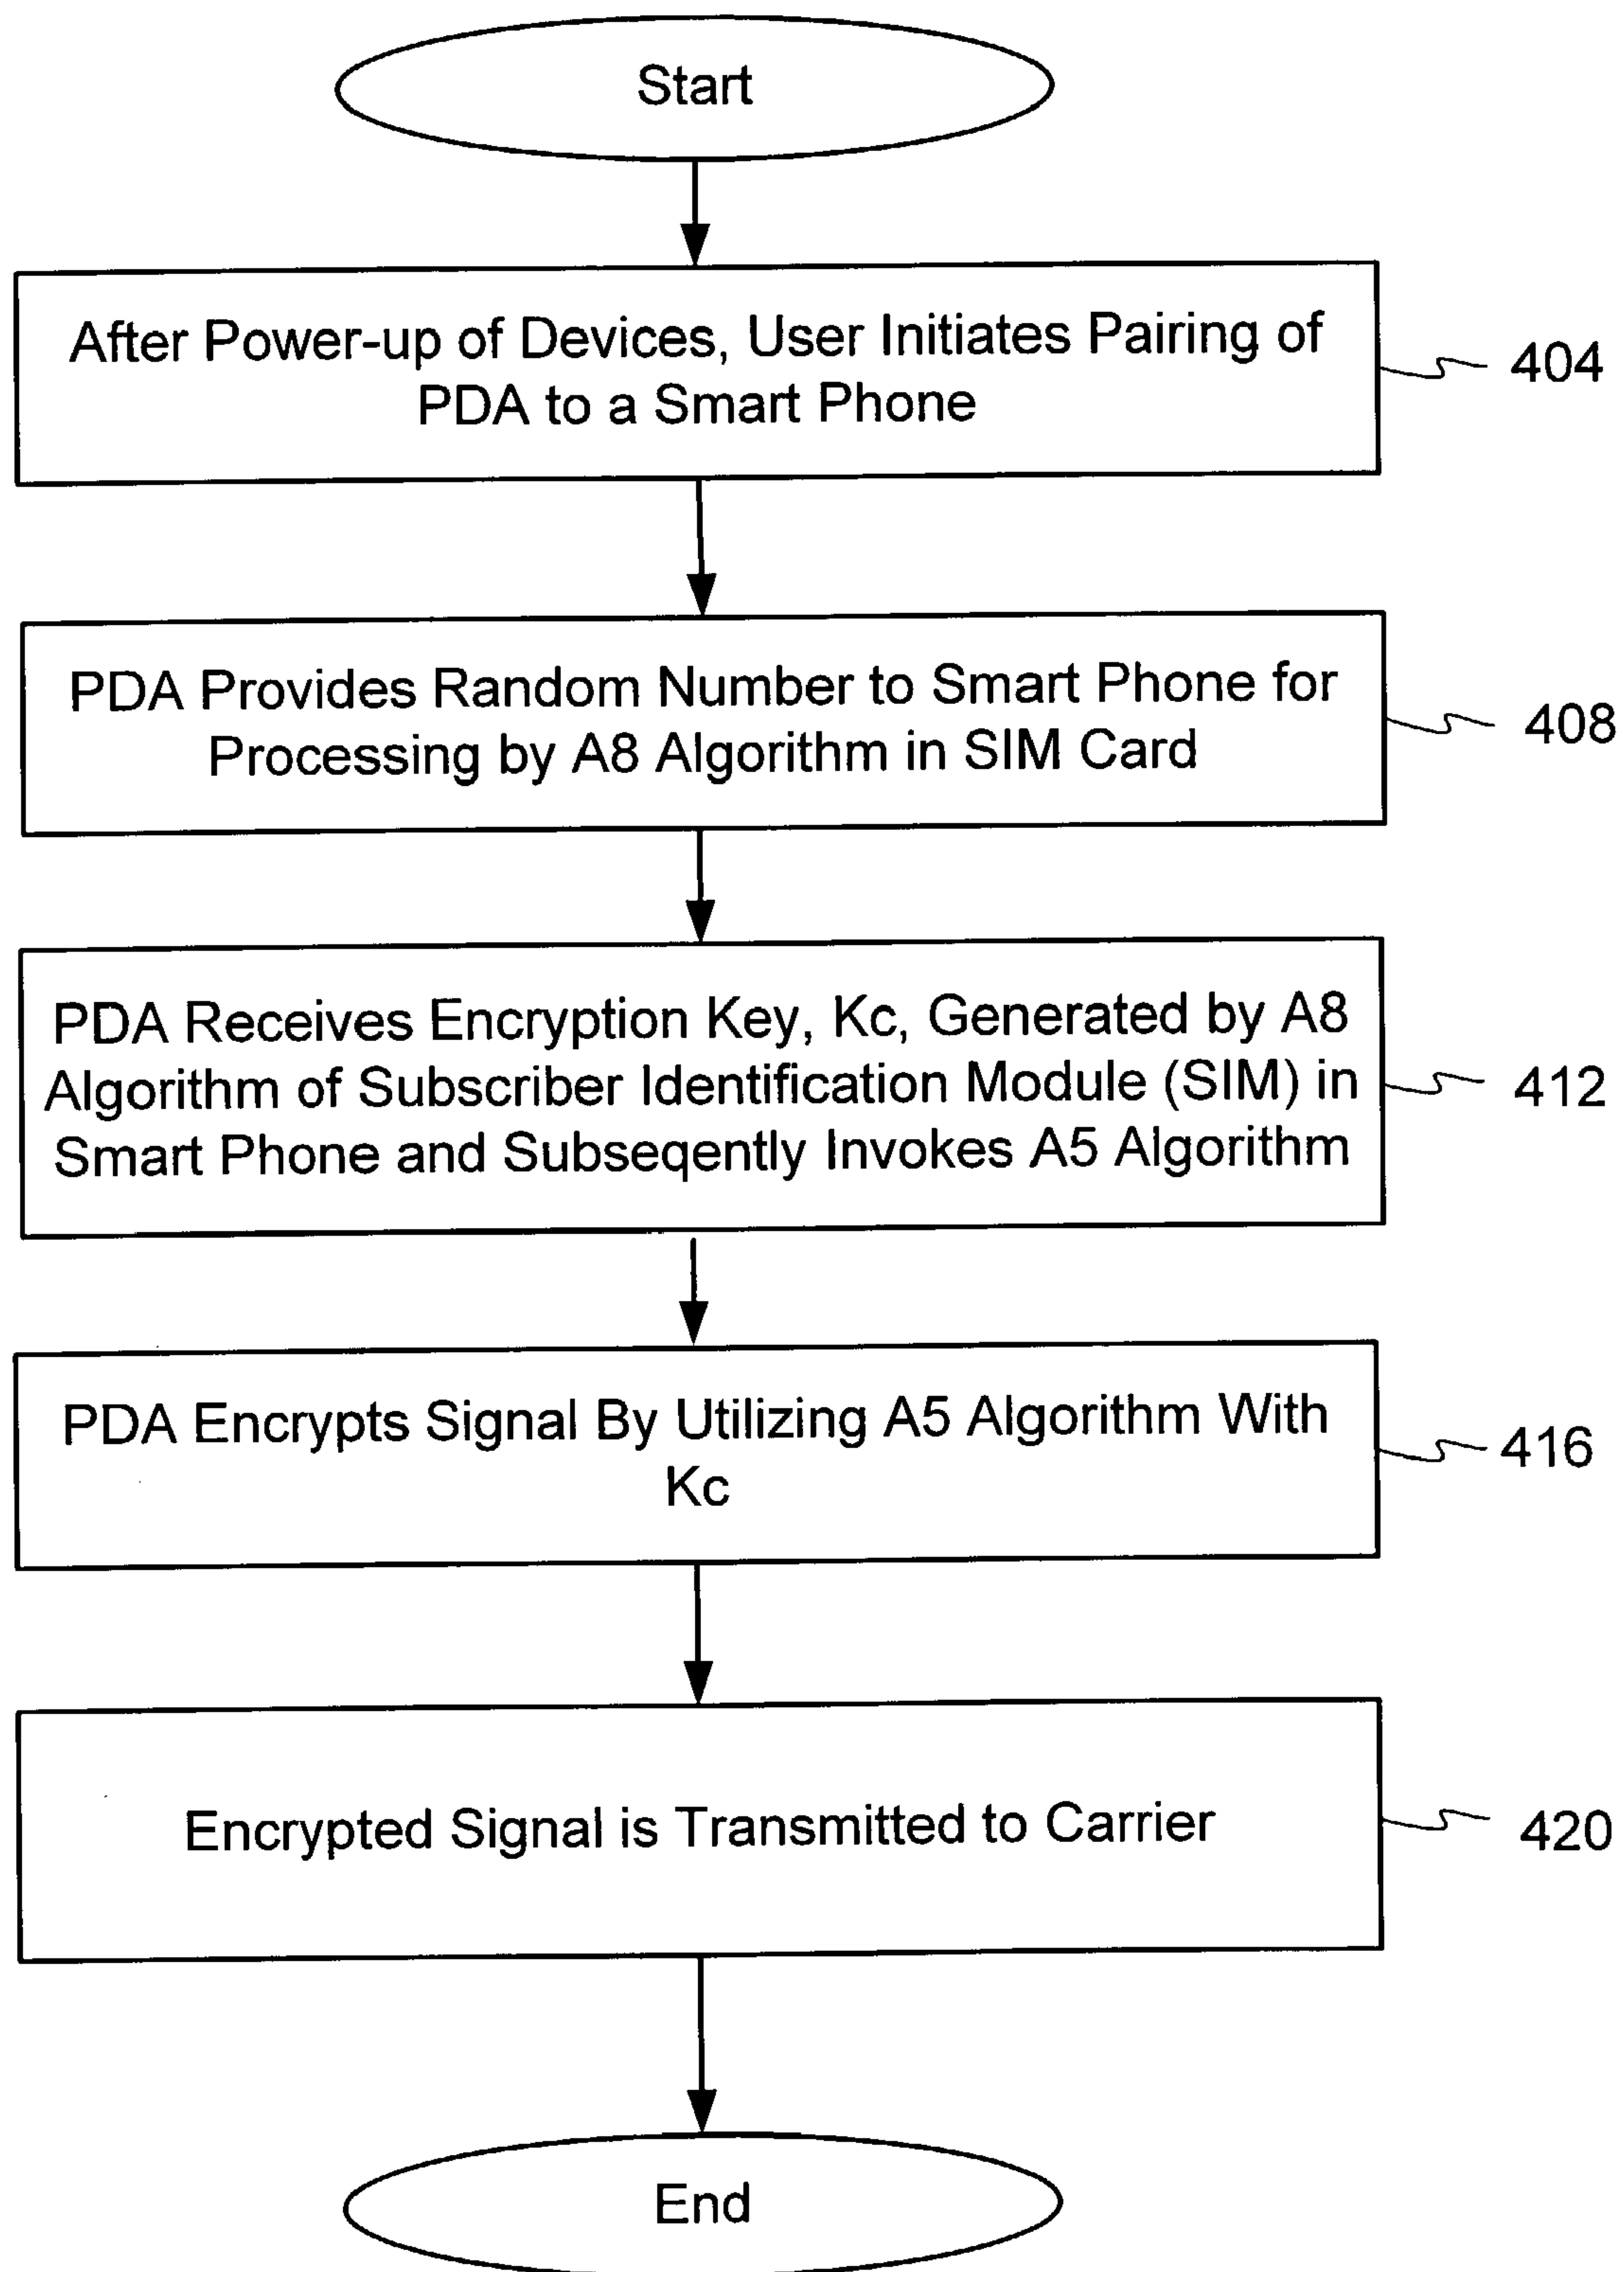 Start
After Power-up of Devices, User Initiates Pairing of
PDA to a Smart Phone
404
PDA Provides Random Number to Smart Phone for
Processing by A8 Algorithm in SIM Card
408
PDA Receives Encryption Key, Kc, Generated by A8
Algorithm of Subscriber Identification Module (SIM) in
Smart Phone and Subseqently Invokes A5 Algorithm
412
PDA Encrypts Signal By Utilizing A5 Algorithm With
Kc
416
Encrypted Signal is Transmitted to Carrier
420
End